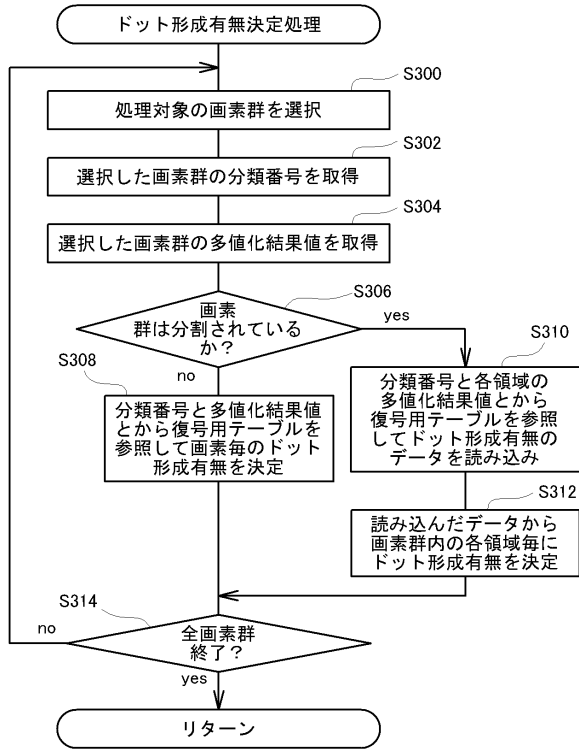 ドット形成有無決定処理
S300
処理対象の画素群を選択
S302
選択した画素群の分類番号を取得
S304
選択した画素群の多値化結果値を取得
S306
画素
群は分割されている
か？
yes
no
S308
分類番号と多値化結果値
とから復号用テーブルを
参照して画素毎のドット
形成有無を決定
S310
分類番号と各領域の
多値化結果値とから
復号用テーブルを参照
してドット形成有無の
データを読み込み
S312
読み込んだデータから
画素群内の各領域毎に
ドット形成有無を決定
S314
全画素群
終了？
no
yes
リターン